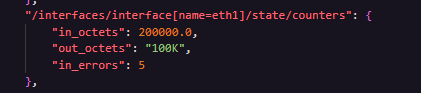 },
"/interfaces/interface[name=eth1]/state/counters": {
"in_octets": 200000.0,
"out_octets": "100K",
"in_errors": 5
},